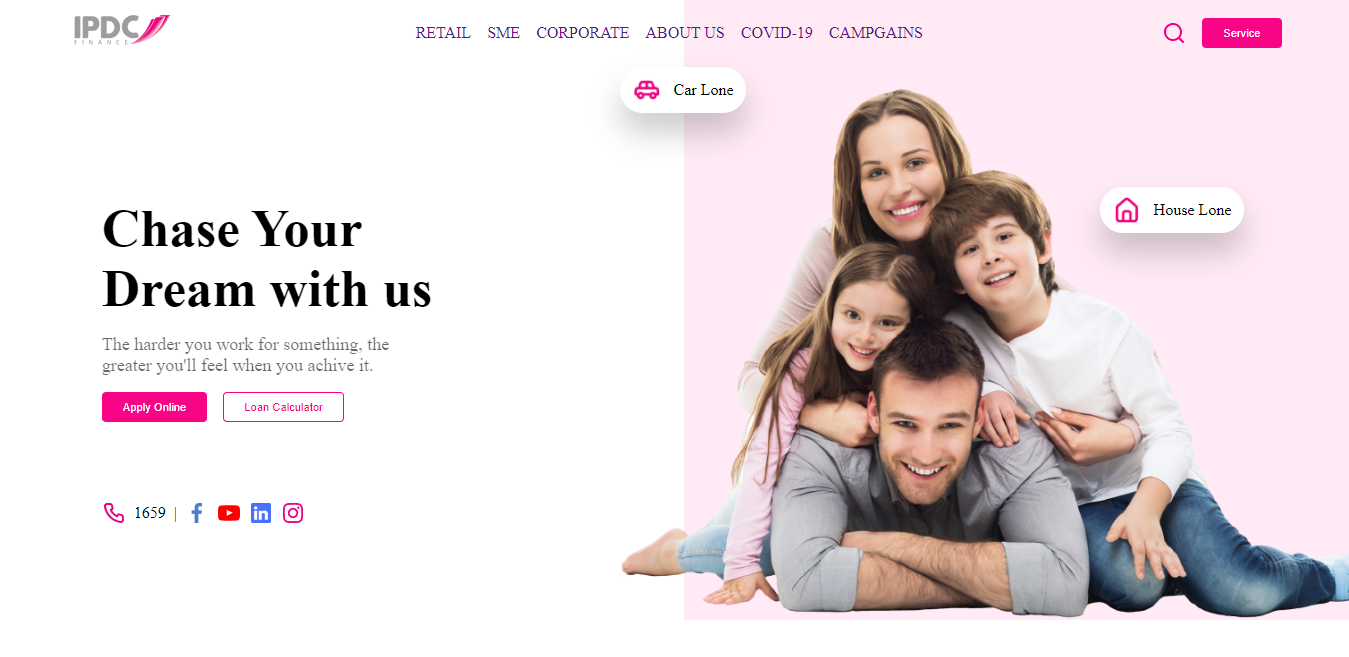 IPDC
FINANCE
RETAIL SME CORPORATE ABOUT US COVID-19 CAMPGAINS
Service
Car Lone
House Lone
Chase Your
Dream with us
The harder you work for something, the
greater you'll feel when you achive it.
Apply Online Loan Calculator
1659 |